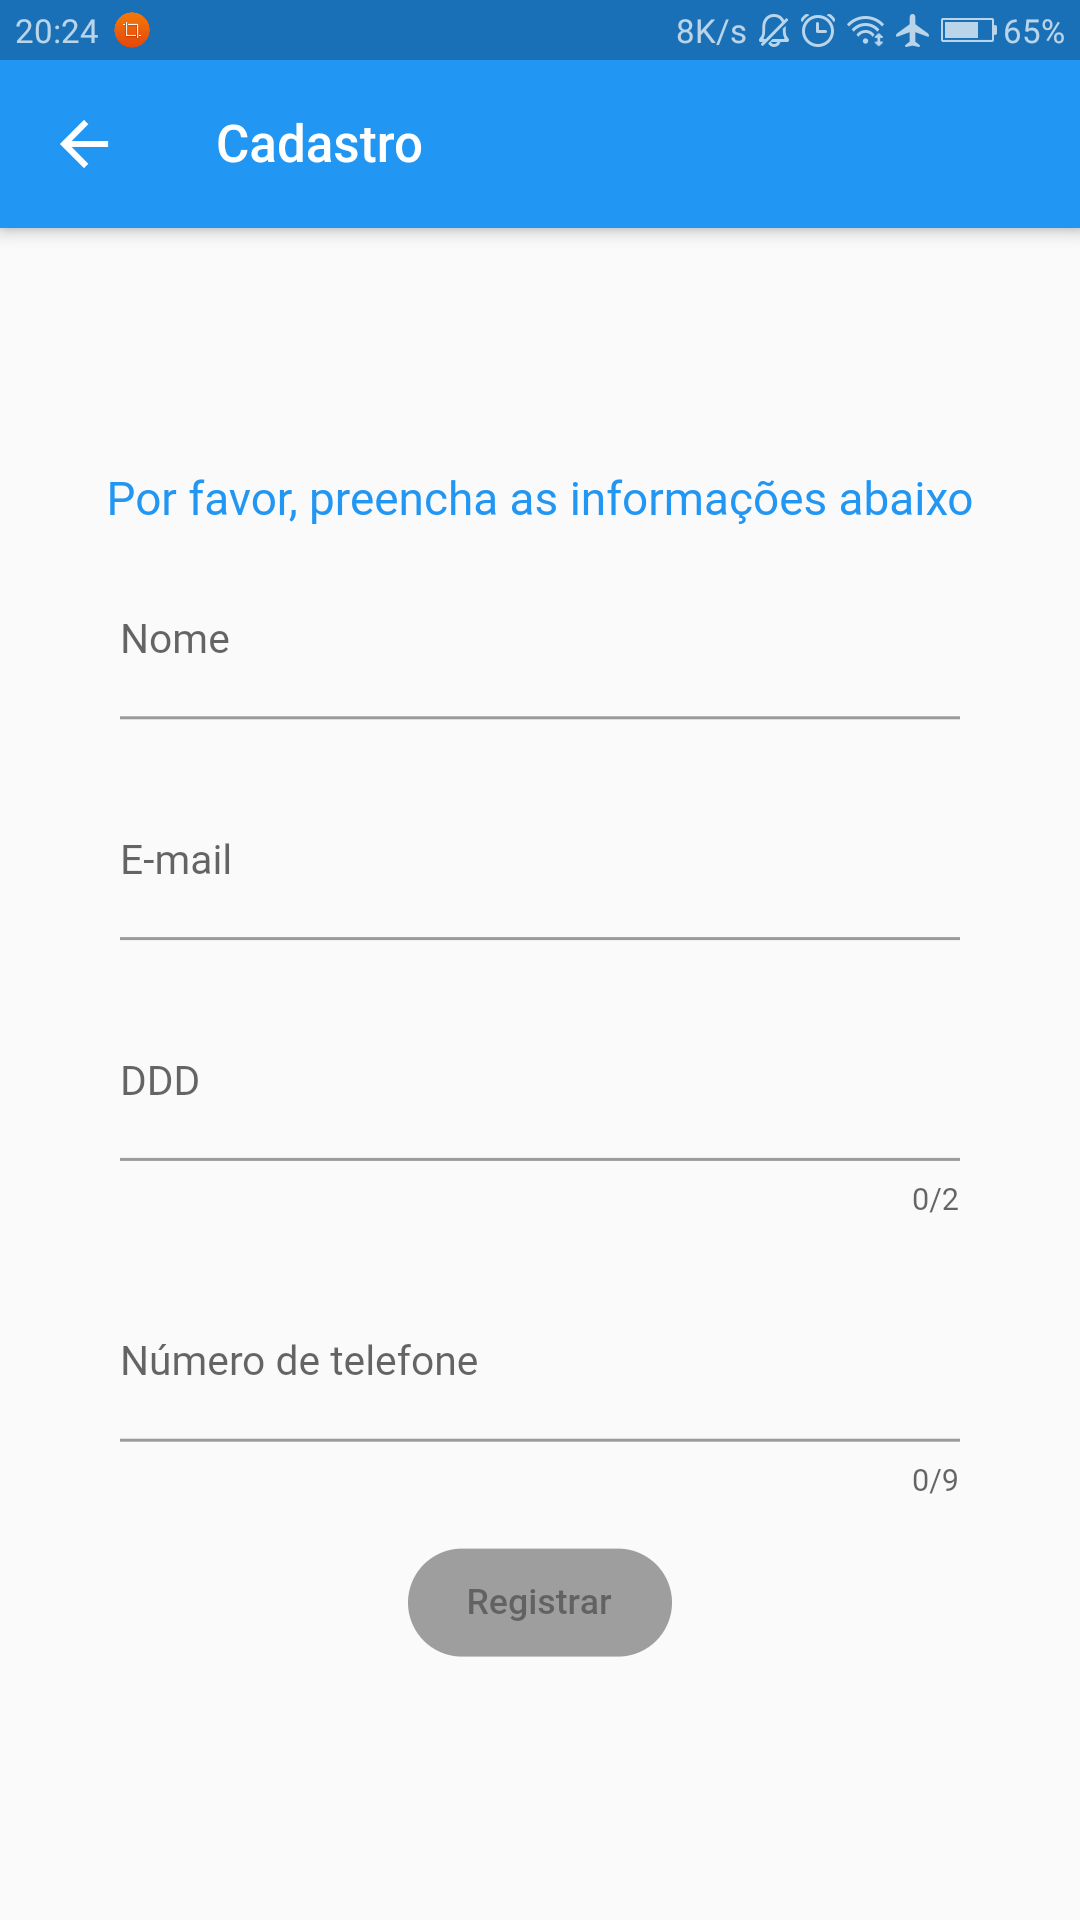 20:24 8K/s 65%
Cadastro
Por favor, preencha as informações abaixo
Nome
E-mail
DDD
0/2
Número de telefone
0/9
Registrar